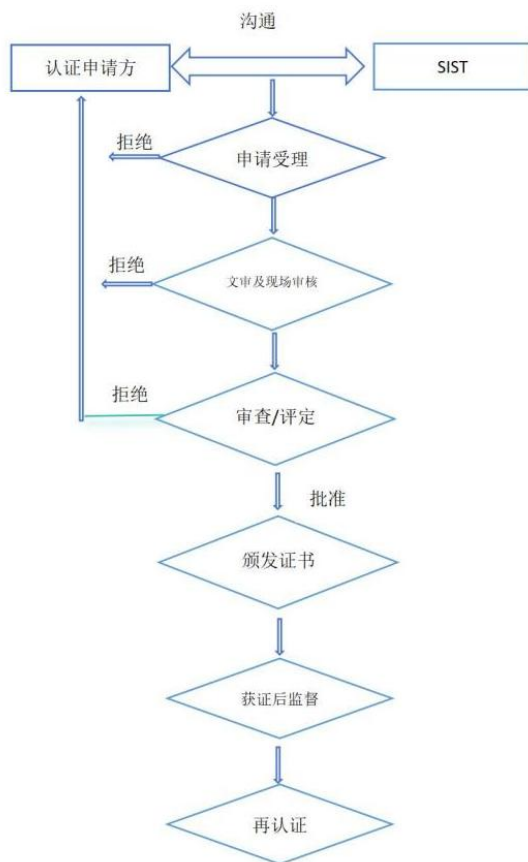 沟通
认证申请方
SIST
拒绝
申请受理
拒绝
文审及现场审核
拒绝
审查/评定
批准
颁发证书
获证后监督
再认证